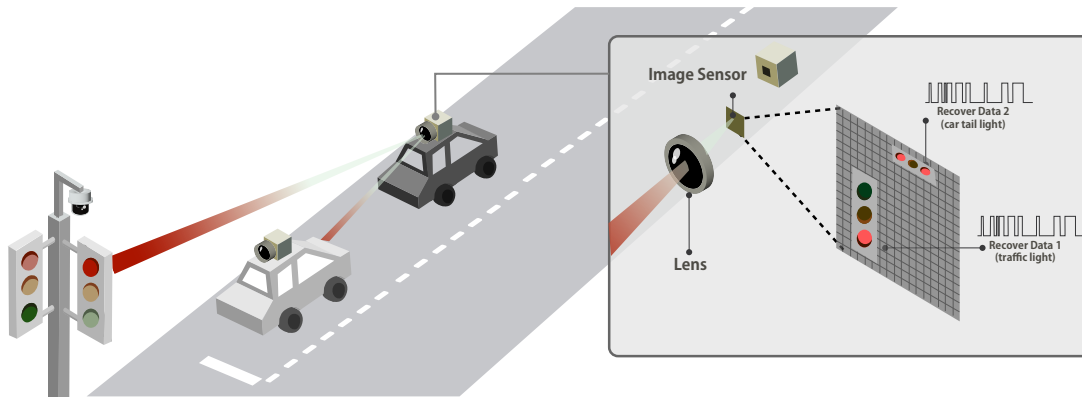 Image Sensor
Recover Data 2
(car tail light)
Recover Data 1
(traffic light)
Lens